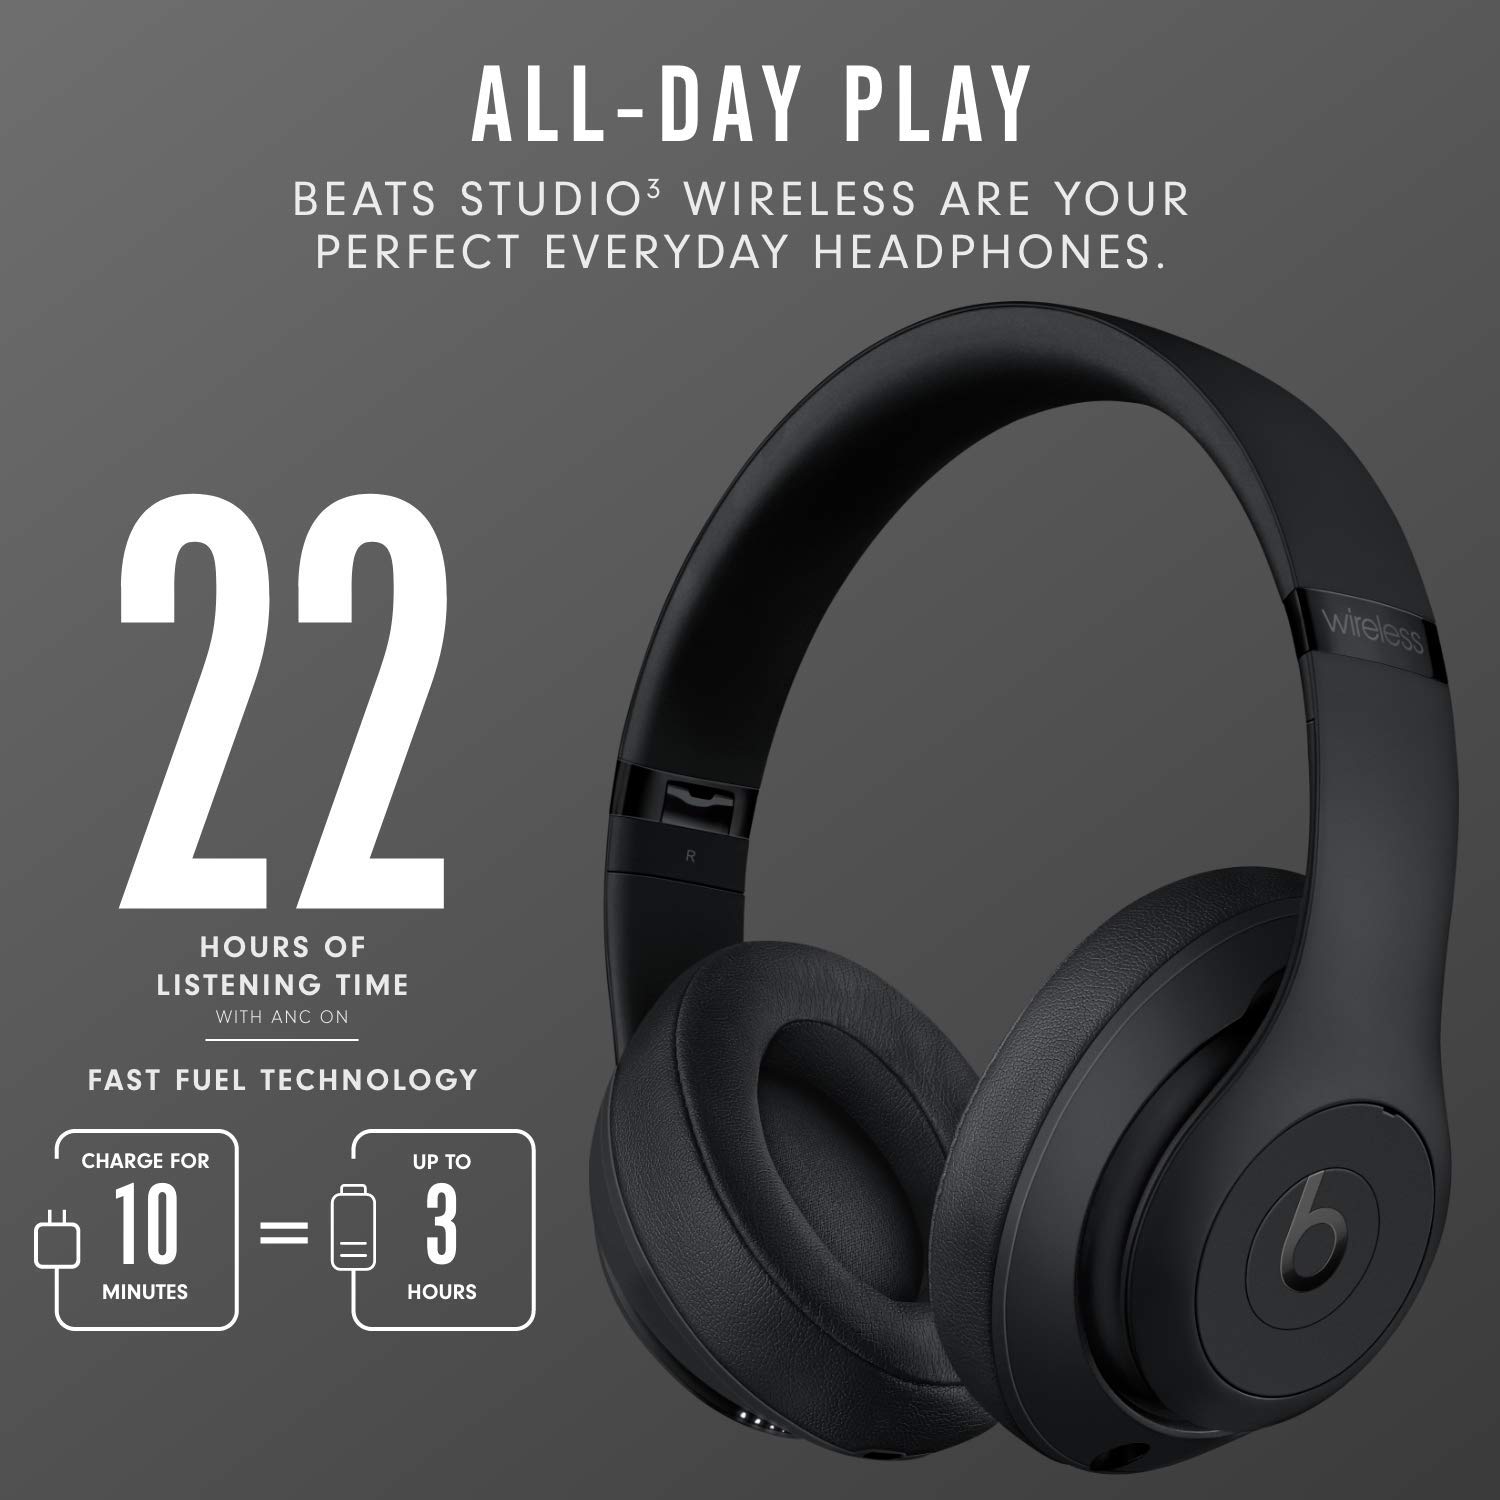 ALL-DAY PLAY
BEATS STUDIO³ WIRELESS ARE YOUR
PERFECT EVERYDAY HEADPHONES.
wireless
R
22
HOURS OF
LISTENING TIME
WITH ANC ON
FAST FUEL TECHNOLOGY
CHARGE FOR
10
MINUTES
=
UP TO
3
HOURS
b